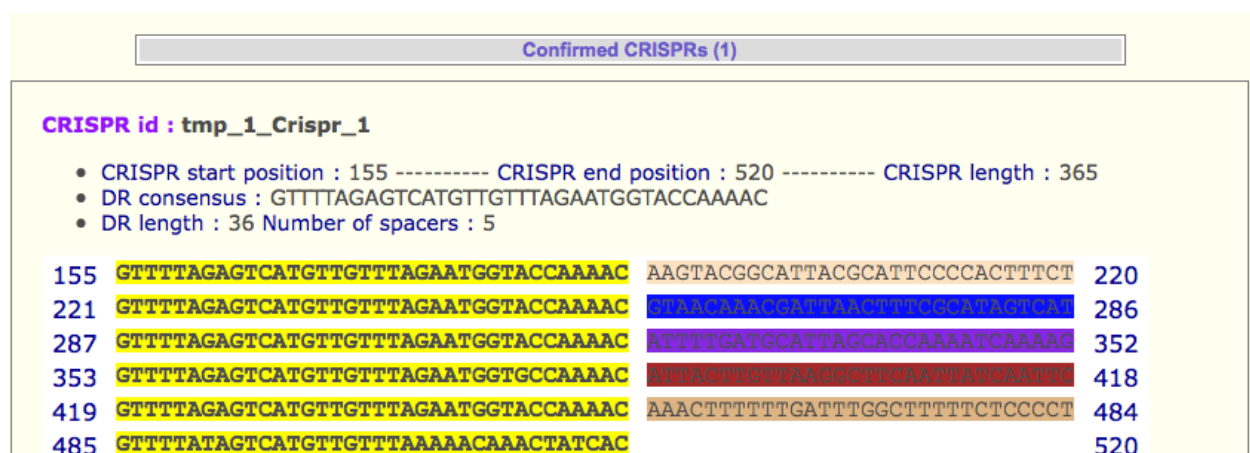 Confirmed CRISPRs (1)
CRISPR id : tmp_1_Crispr_1
• CRISPR start position : 155 ---------- CRISPR end position : 520 ---------- CRISPR length : 365
• DR consensus : GTTTTAGAGTCATGTTGTTTAGAATGGTACCAAAAC
• DR length : 36 Number of spacers : 5
155 GTTTTAGAGTCATGTTGTTTAGAATGGTACCAAAAC AAGTACGGCATTACGCATTCCCCACTTTCT 220
221 GTTTTAGAGTCATGTTGTTTAGAATGGTACCAAAAC GTAACAAACGATTAACTTTCGCATAGTCAT 286
287 GTTTTAGAGTCATGTTGTTTAGAATGGTACCAAAAC ATTTTGATGCATTAGCACCAAAATCAAAAG 352
353 GTTTTAGAGTCATGTTGTTTAGAATGGTGCCAAAAC ATTACTTGTTAAGGCTTCAATTATCAATTC 418
419 GTTTTAGAGTCATGTTGTTTAGAATGGTACCAAAAC AAACTTTTTTGATTTGGCTTTTTCTCCCCT 484
485 GTTTTATAGTCATGTTGTTTAAAAACAAACTATCAC 520